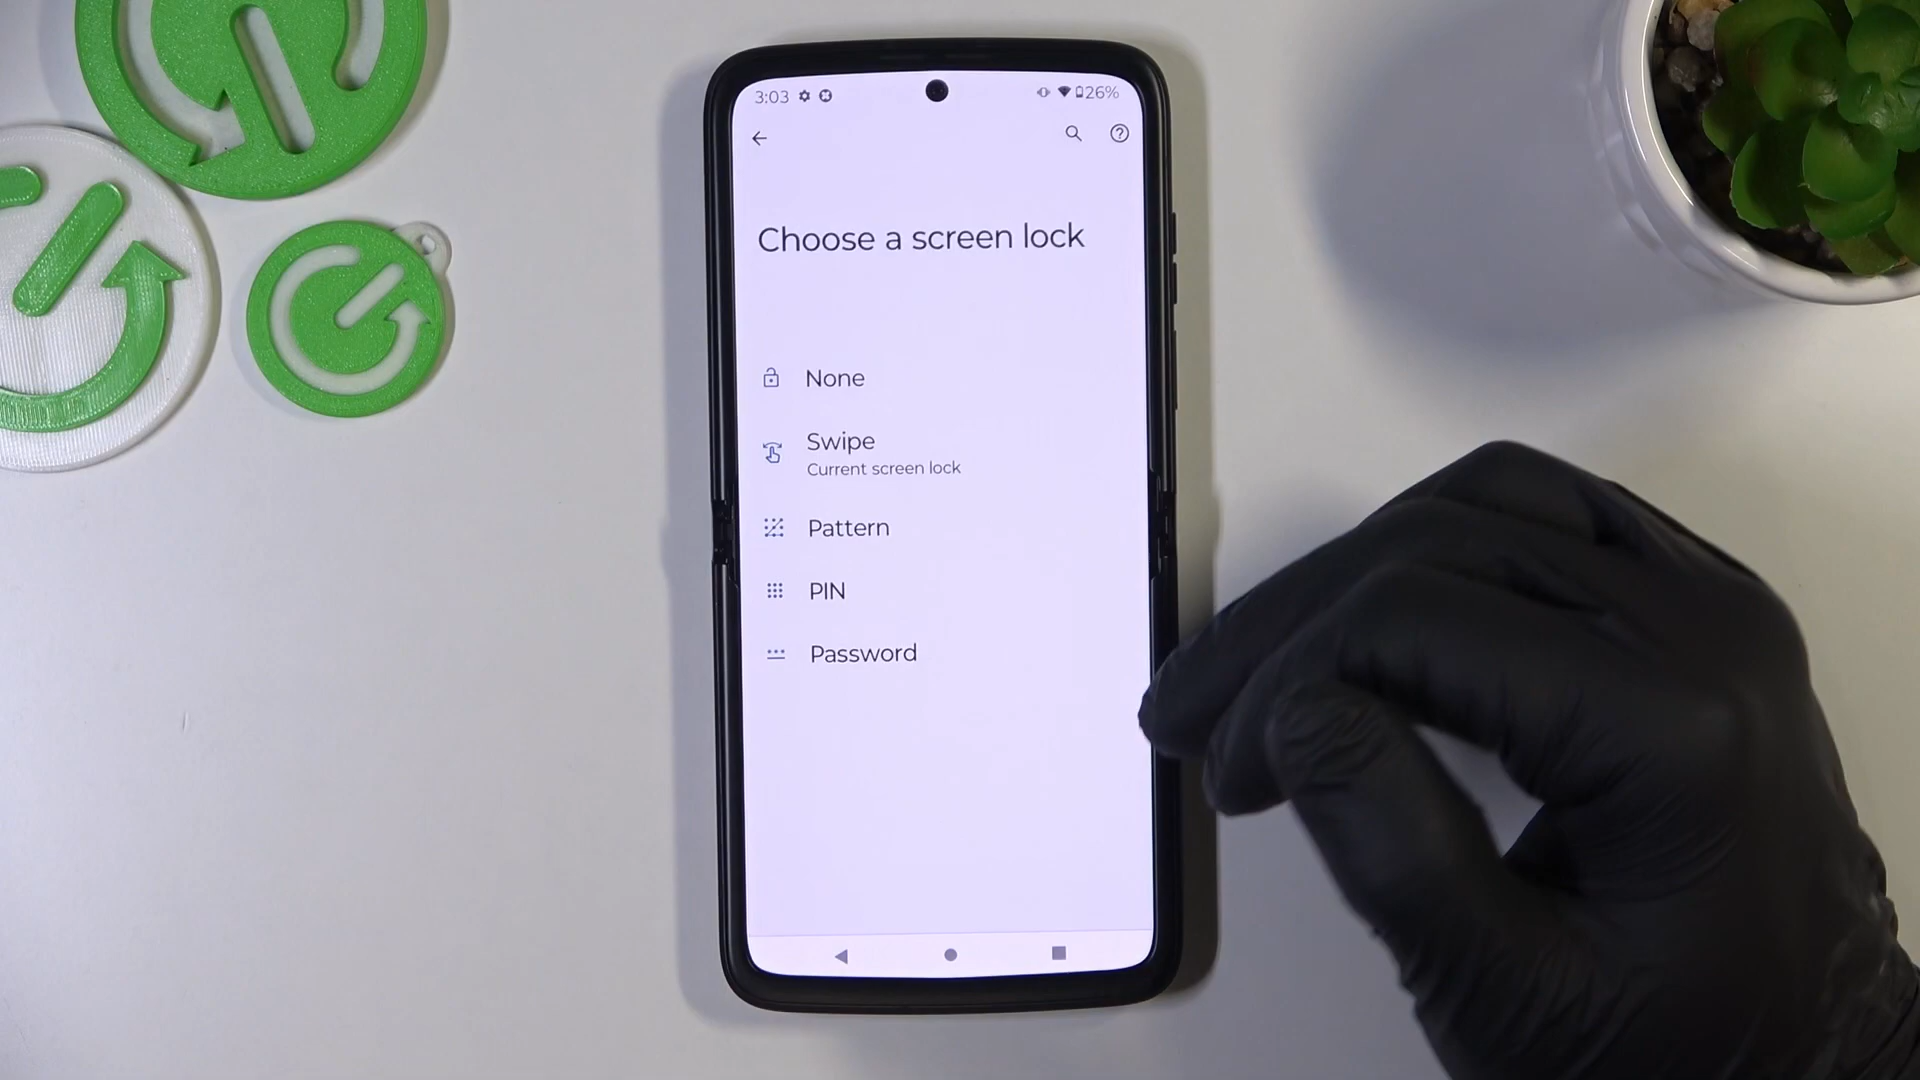 3:03 26%
Choose a screen lock
None
Swipe
Current screen lock
Pattern
PIN
Password